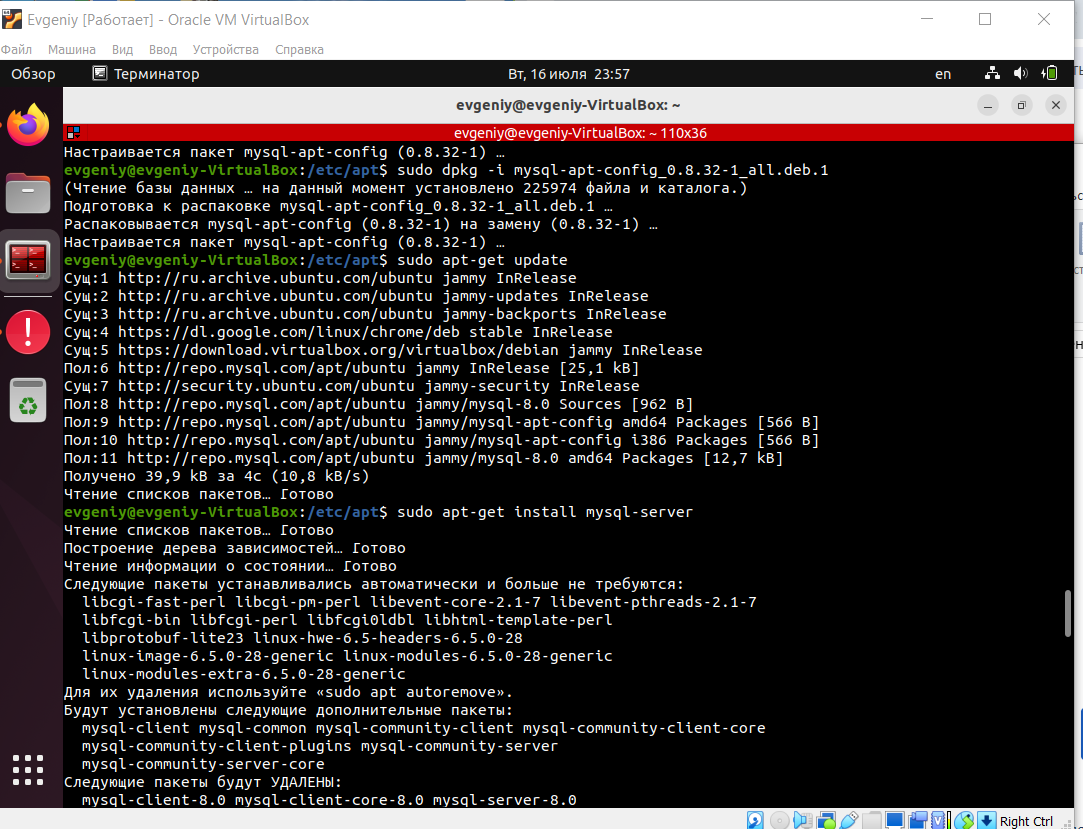 Evgeniy [Работает] - Oracle VM VirtualBox
Файл Машина Вид Ввод Устройства Справка
Обзор Терминатор Вт, 16 июля 23:57 en
evgeniy@evgeniy-VirtualBox: ~
evgeniy@evgeniy-VirtualBox: ~ 110x36
Настраивается пакет mysql-apt-config (0.8.32-1) …
evgeniy@evgeniy-VirtualBox:/etc/apt$ sudo dpkg -i mysql-apt-config_0.8.32-1_all.deb.1
(Чтение базы данных … на данный момент установлено 225974 файла и каталога.)
Подготовка к распаковке mysql-apt-config_0.8.32-1_all.deb.1 …
Распаковывается mysql-apt-config (0.8.32-1) на замену (0.8.32-1) …
Настраивается пакет mysql-apt-config (0.8.32-1) …
evgeniy@evgeniy-VirtualBox:/etc/apt$ sudo apt-get update
Сущ:1 http://ru.archive.ubuntu.com/ubuntu jammy InRelease
Сущ:2 http://ru.archive.ubuntu.com/ubuntu jammy-updates InRelease
Сущ:3 http://ru.archive.ubuntu.com/ubuntu jammy-backports InRelease
Сущ:4 https://dl.google.com/linux/chrome/deb stable InRelease
Сущ:5 https://download.virtualbox.org/virtualbox/debian jammy InRelease
Пол:6 http://repo.mysql.com/apt/ubuntu jammy InRelease [25,1 kB]
Сущ:7 http://security.ubuntu.com/ubuntu jammy-security InRelease
Пол:8 http://repo.mysql.com/apt/ubuntu jammy/mysql-8.0 Sources [962 B]
Пол:9 http://repo.mysql.com/apt/ubuntu jammy/mysql-apt-config amd64 Packages [566 B]
Пол:10 http://repo.mysql.com/apt/ubuntu jammy/mysql-apt-config i386 Packages [566 B]
Пол:11 http://repo.mysql.com/apt/ubuntu jammy/mysql-8.0 amd64 Packages [12,7 kB]
Получено 39,9 kB за 4с (10,8 kB/s)
Чтение списков пакетов… Готово
evgeniy@evgeniy-VirtualBox:/etc/apt$ sudo apt-get install mysql-server
Чтение списков пакетов… Готово
Построение дерева зависимостей… Готово
Чтение информации о состоянии… Готово
Следующие пакеты устанавливались автоматически и больше не требуются:
libcgi-fast-perl libcgi-pm-perl libevent-core-2.1-7 libevent-pthreads-2.1-7
libfcgi-bin libfcgi-perl libfcgi0ldbl libhtml-template-perl
libprotobuf-lite23 linux-hwe-6.5-headers-6.5.0-28
linux-image-6.5.0-28-generic linux-modules-6.5.0-28-generic
linux-modules-extra-6.5.0-28-generic
Для их удаления используйте «sudo apt autoremove».
Будут установлены следующие дополнительные пакеты:
mysql-client mysql-common mysql-community-client mysql-community-client-core
mysql-community-client-plugins mysql-community-server
mysql-community-server-core
Следующие пакеты будут УДАЛЕНЫ:
mysql-client-8.0 mysql-client-core-8.0 mysql-server-8.0
Right Ctrl